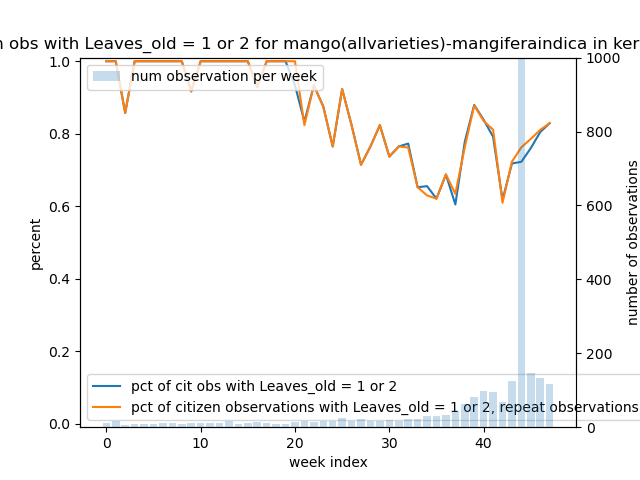 obs with Leaves_old = 1 or 2 for mango(allvarieties)-mangiferaindica in ker
1.0
0.8
0.6
0.4
0.2
0.0
percent
1000
800
600
400
200
0
number of observations
num observation per week
pct of cit obs with Leaves_old = 1 or 2
pct of citizen observations with Leaves_old = 1 or 2, repeat observations
0
10
20
30
40
week index